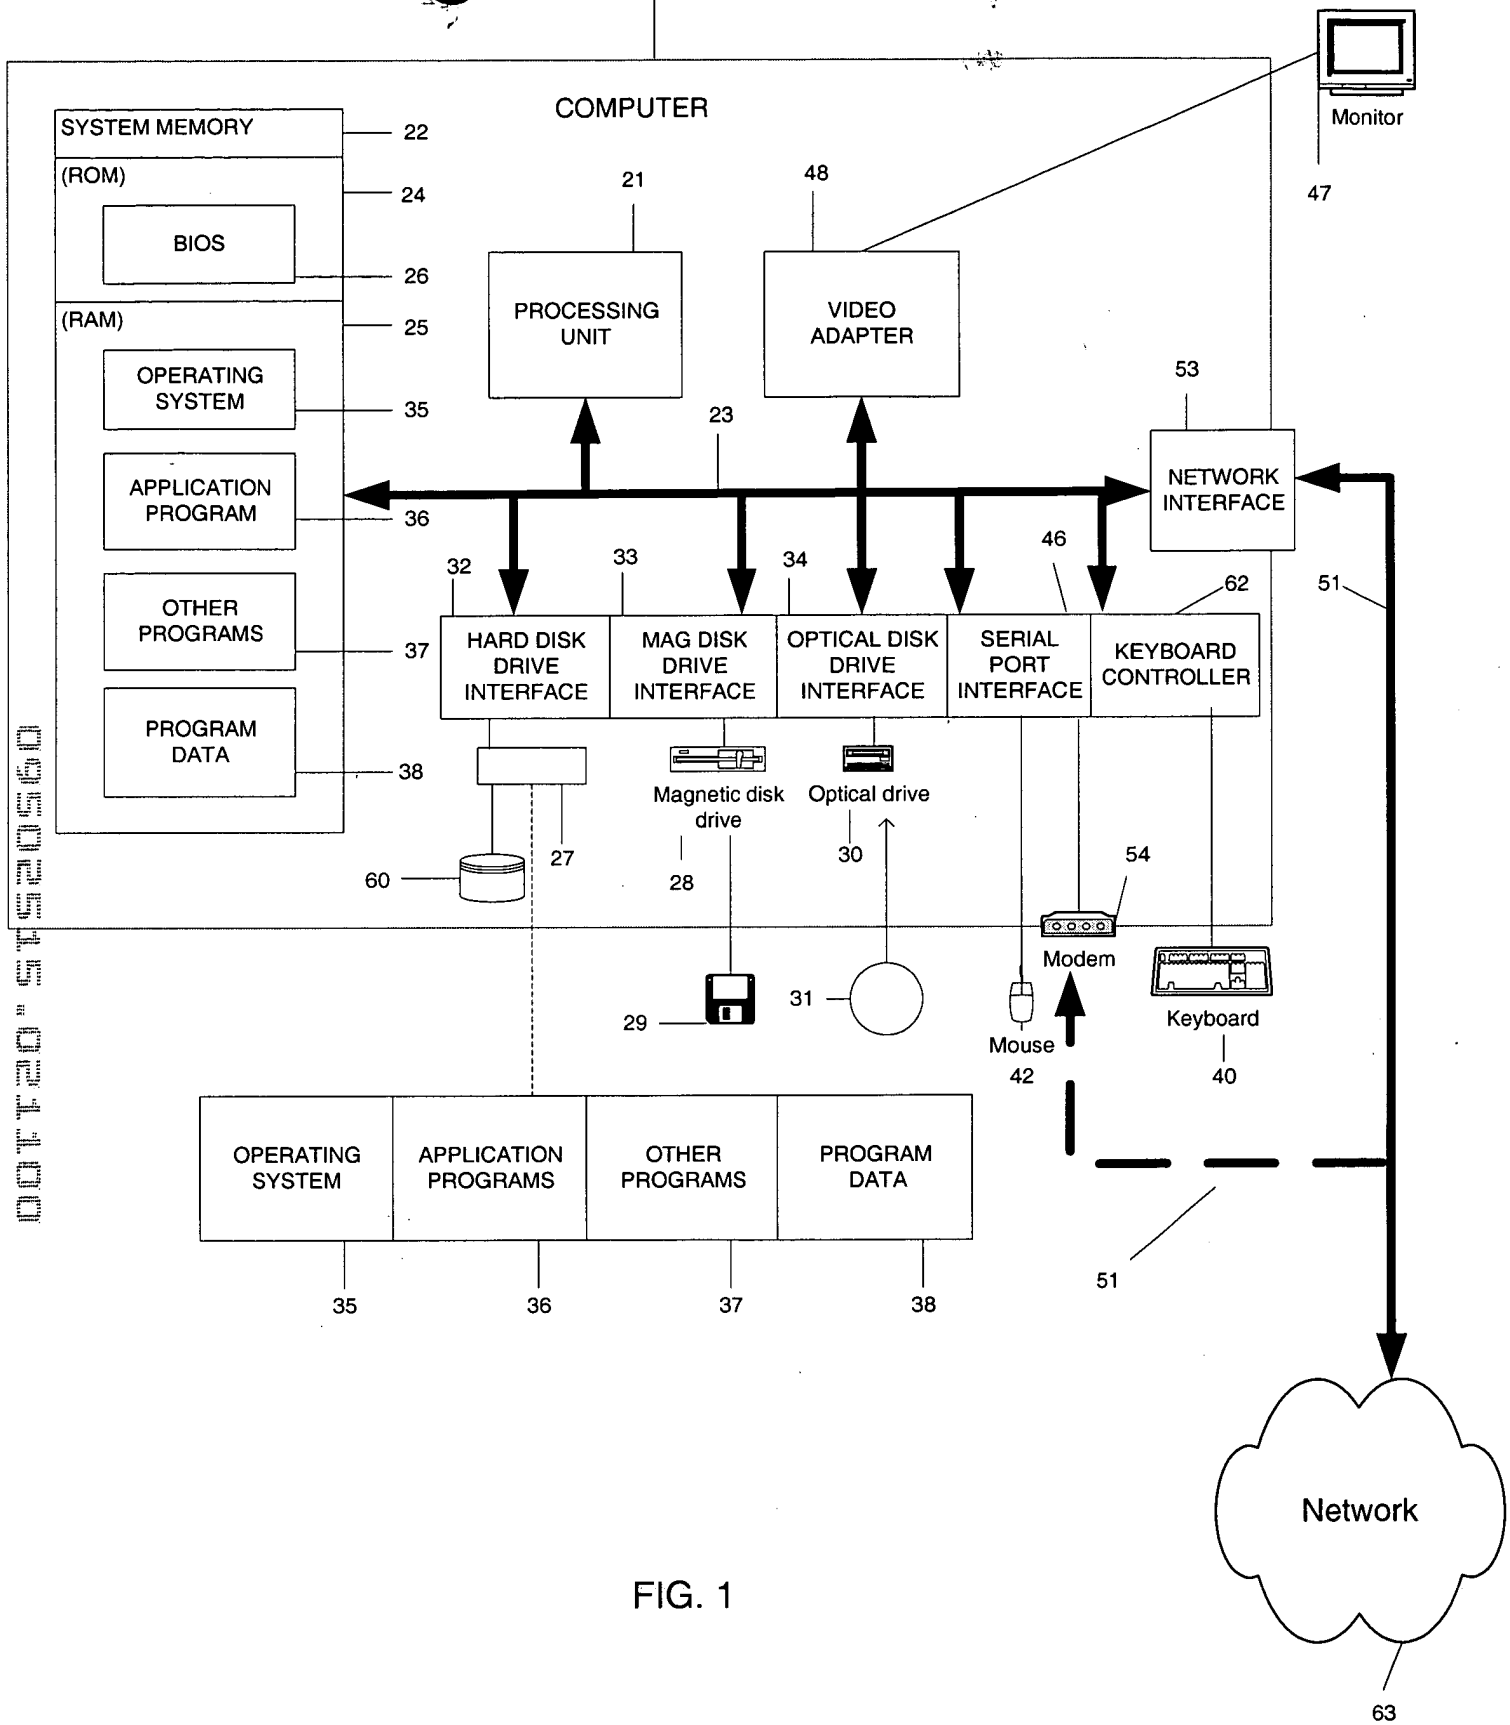 COMPUTER
Monitor
47
SYSTEM MEMORY
22
(ROM)
24
BIOS
26
(RAM)
25
OPERATING
SYSTEM
35
APPLICATION
PROGRAM
36
OTHER
PROGRAMS
37
PROGRAM
DATA
38
21
PROCESSING
UNIT
48
VIDEO
ADAPTER
23
53
NETWORK
INTERFACE
51
32
33
34
46
62
HARD DISK
DRIVE
INTERFACE
MAG DISK
DRIVE
INTERFACE
OPTICAL DISK
DRIVE
INTERFACE
SERIAL
PORT
INTERFACE
KEYBOARD
CONTROLLER
Magnetic disk
drive
28
Optical drive
30
27
60
54
Modem
29
31
Mouse
42
Keyboard
40
OPERATING
SYSTEM
APPLICATION
PROGRAMS
OTHER
PROGRAMS
PROGRAM
DATA
35
36
37
38
51
Network
63
FIG. 1